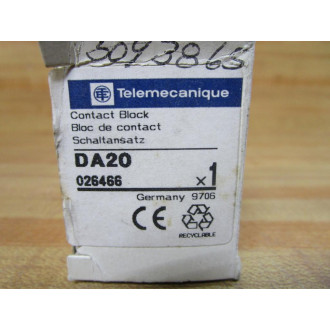 5093863
Telemecanique
Contact Block
Bloc de contact
Schaltansatz
DA20
026466 x1
Germany 9706
CE
RECYCLABLE